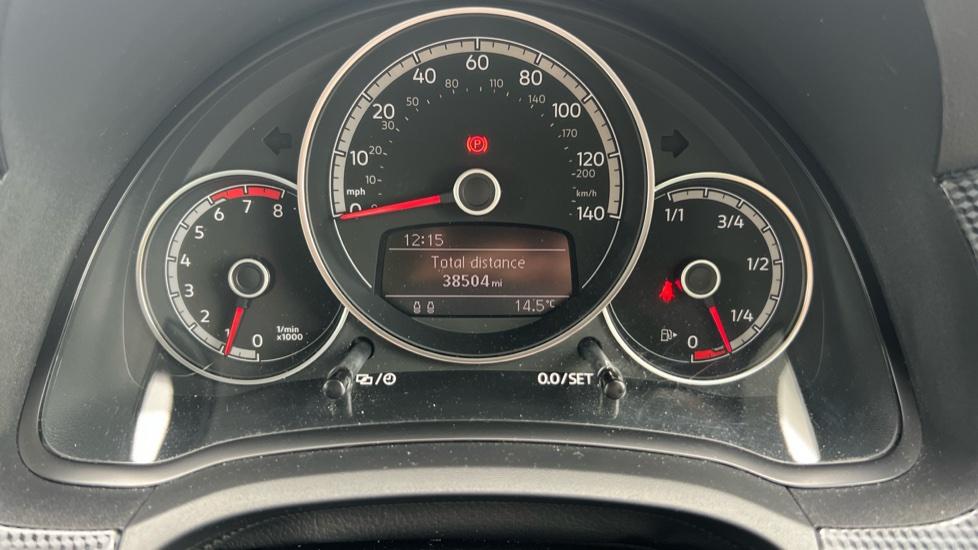 60
40 80
80 110
20 50 140 100
30 170
10 20 120
200
mph 10 km/h
0 0 140
6 7 8
5
4
3
2
1 0
1/min
x1000
12:15
Total distance
38504 mi
14.5°C
1/1 3/4
1/2
1/4
0
(P)
/ 0.0/SET